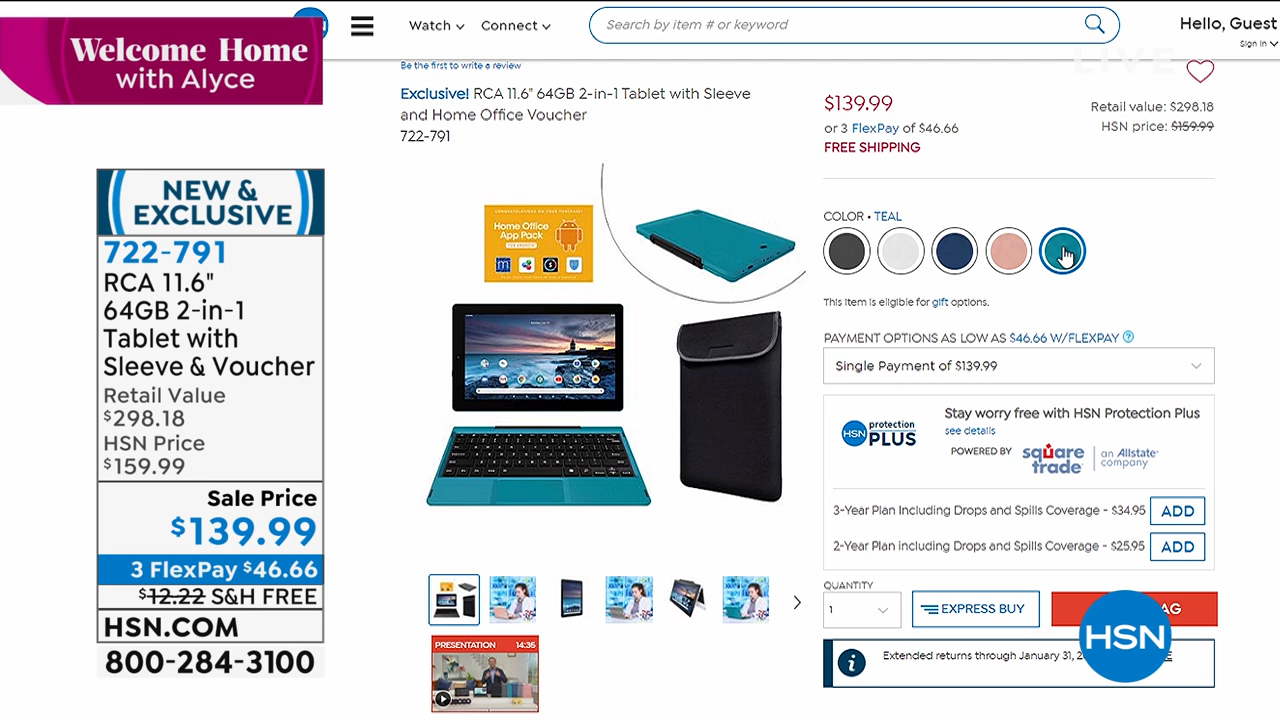 Welcome Home
with Alyce
Watch
Connect
Search by item # or keyword
Hello, Guest
Sign In
LIVE
Be the first to write a review
Exclusive! RCA 11.6" 64GB 2-in-1 Tablet with Sleeve
and Home Office Voucher
722-791
$139.99
or 3 FlexPay of $46.66
FREE SHIPPING
Retail value: $298.18
HSN price: $159.99
NEW &
EXCLUSIVE
722-791
RCA 11.6"
64GB 2-in-1
Tablet with
Sleeve & Voucher
Retail Value
$298.18
HSN Price
$159.99
Sale Price
$139.99
3 FlexPay $46.66
$12.22 S&H FREE
HSN.COM
800-284-3100
CONGRATULATIONS ON YOUR PURCHASE!
Home Office
App Pack
COLOR • TEAL
This item is eligible for gift options.
PAYMENT OPTIONS AS LOW AS $46.66 W/FLEXPAY
Single Payment of $139.99
HSN protection
PLUS
Stay worry free with HSN Protection Plus
see details
POWERED BY
square
trade
an Allstate
company
3-Year Plan Including Drops and Spills Coverage - $34.95
ADD
2-Year Plan including Drops and Spills Coverage - $25.95
ADD
QUANTITY
1
EXPRESS BUY
AG
PRESENTATION 14:35
Extended returns through January 31, 2
HSN